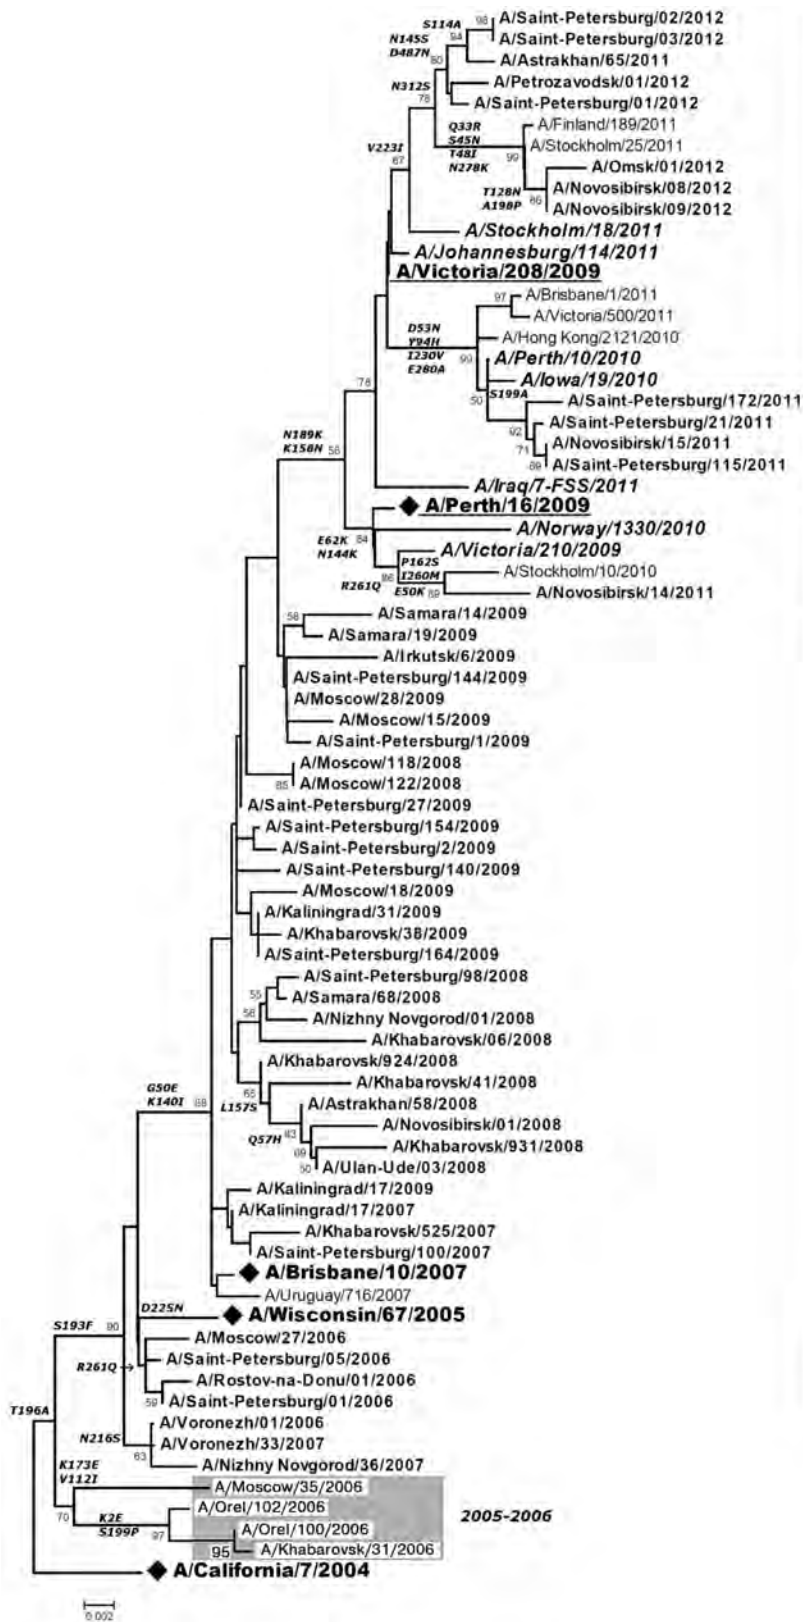 S114A
98
A/Saint-Petersburg/02/2012
N145S
D487N
94
A/Saint-Petersburg/03/2012
80
A/Astrakhan/65/2011
N312S
78
A/Petrozavodsk/01/2012
A/Saint-Petersburg/01/2012
Q33R
S45N
T48I
N278K
99
A/Finland/189/2011
V223I
67
A/Stockholm/25/2011
A/Omsk/01/2012
T128N
A198P
86
A/Novosibirsk/08/2012
A/Novosibirsk/09/2012
A/Stockholm/18/2011
A/Johannesburg/114/2011
A/Victoria/208/2009
97
A/Brisbane/1/2011
A/Victoria/500/2011
D53N
Y94H
I230V
E280A
99
A/Hong Kong/2121/2010
A/Perth/10/2010
A/Iowa/19/2010
50
S199A
A/Saint-Petersburg/172/2011
92
A/Saint-Petersburg/21/2011
71
A/Novosibirsk/15/2011
89
A/Saint-Petersburg/115/2011
78
N189K
K158N
58
A/Iraq/7-FSS/2011
A/Perth/16/2009
E62K
N144K
84
A/Norway/1330/2010
A/Victoria/210/2009
R261Q
86
P162S
I260M
A/Stockholm/10/2010
E50K
89
A/Novosibirsk/14/2011
58
A/Samara/14/2009
A/Samara/19/2009
A/Irkutsk/6/2009
A/Saint-Petersburg/144/2009
A/Moscow/28/2009
A/Moscow/15/2009
A/Saint-Petersburg/1/2009
A/Moscow/118/2008
85
A/Moscow/122/2008
A/Saint-Petersburg/27/2009
A/Saint-Petersburg/154/2009
A/Saint-Petersburg/2/2009
A/Saint-Petersburg/140/2009
A/Moscow/18/2009
A/Kaliningrad/31/2009
A/Khabarovsk/38/2009
A/Saint-Petersburg/164/2009
A/Saint-Petersburg/98/2008
55
A/Samara/68/2008
56
A/Nizhny Novgorod/01/2008
A/Khabarovsk/06/2008
A/Khabarovsk/924/2008
65
A/Khabarovsk/41/2008
G50E
K140I
88
L157S
A/Astrakhan/58/2008
A/Novosibirsk/01/2008
Q57H
83
69
A/Khabarovsk/931/2008
50
A/Ulan-Ude/03/2008
A/Kaliningrad/17/2009
A/Kaliningrad/17/2007
A/Khabarovsk/525/2007
A/Saint-Petersburg/100/2007
A/Brisbane/10/2007
A/Uruguay/716/2007
D225N
A/Wisconsin/67/2005
S193F
90
A/Moscow/27/2006
R261Q→
A/Saint-Petersburg/05/2006
A/Rostov-na-Donu/01/2006
59
A/Saint-Petersburg/01/2006
T196A
A/Voronezh/01/2006
N216S
A/Voronezh/33/2007
63
A/Nizhny Novgorod/36/2007
K173E
V112I
A/Moscow/35/2006
70
A/Orel/102/2006
K2E
S199P
97
A/Orel/100/2006
2005-2006
95
A/Khabarovsk/31/2006
A/California/7/2004
0.002